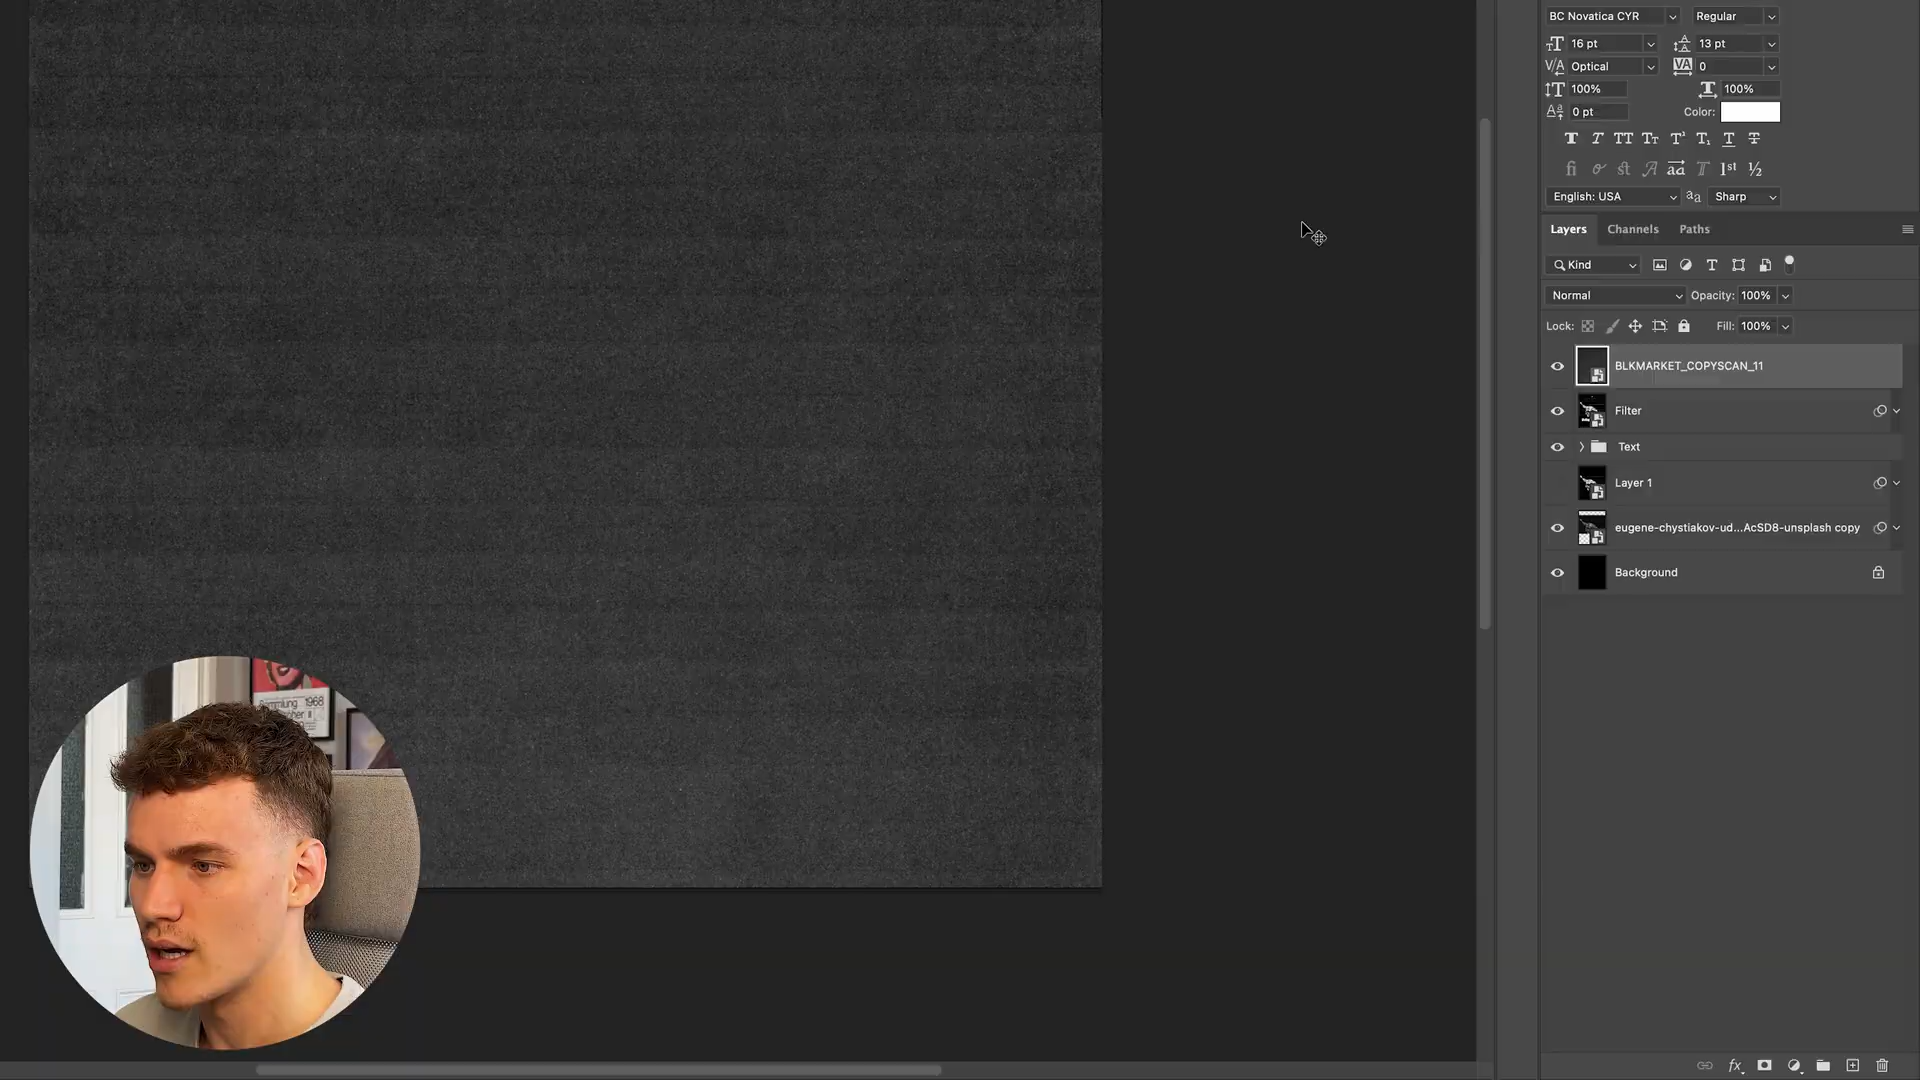 BC Novatica CYR Regular
16 pt 13 pt
Optical 0
100% 100%
0 pt Color:
English: USA Sharp
Layers Channels Paths
Kind
Normal Opacity: 100%
Lock: Fill: 100%
BLKMARKET_COPYSCAN_11
Filter
Text
Layer 1
eugene-chystiakov-ud...AcSD8-unsplash copy
Background
Sammlung 1968